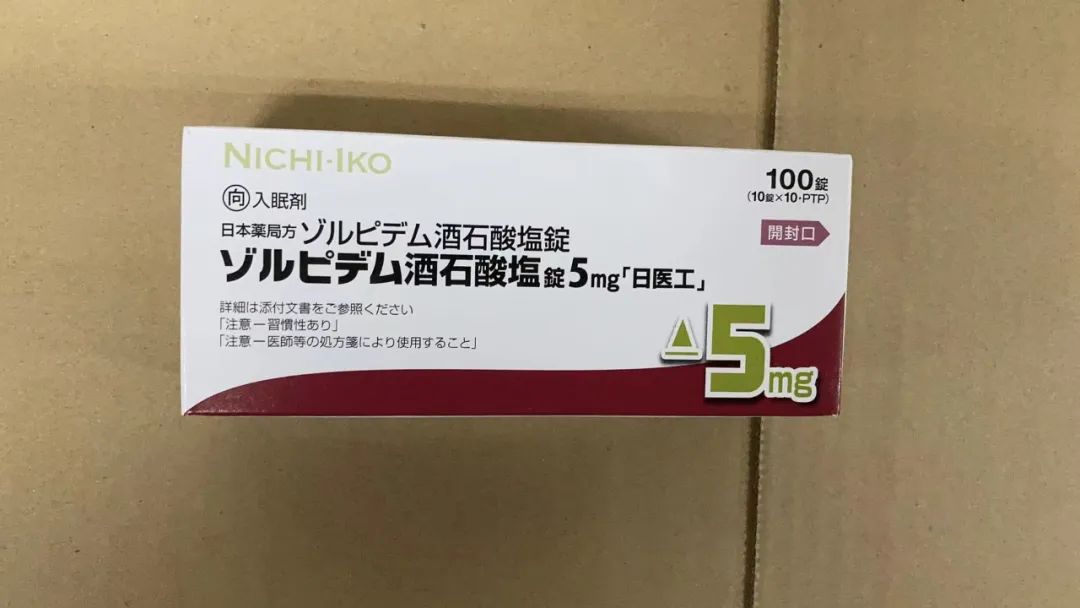 NICHI-IKO
向 入眠剤
日本薬局方 ゾルピデム酒石酸塩錠
ゾルピデム酒石酸塩錠5mg「日医工」
詳細は添付文書をご参照ください
「注意－習慣性あり」
「注意－医師等の処方箋により使用すること」
100錠
(10錠×10・PTP)
開封口
5mg